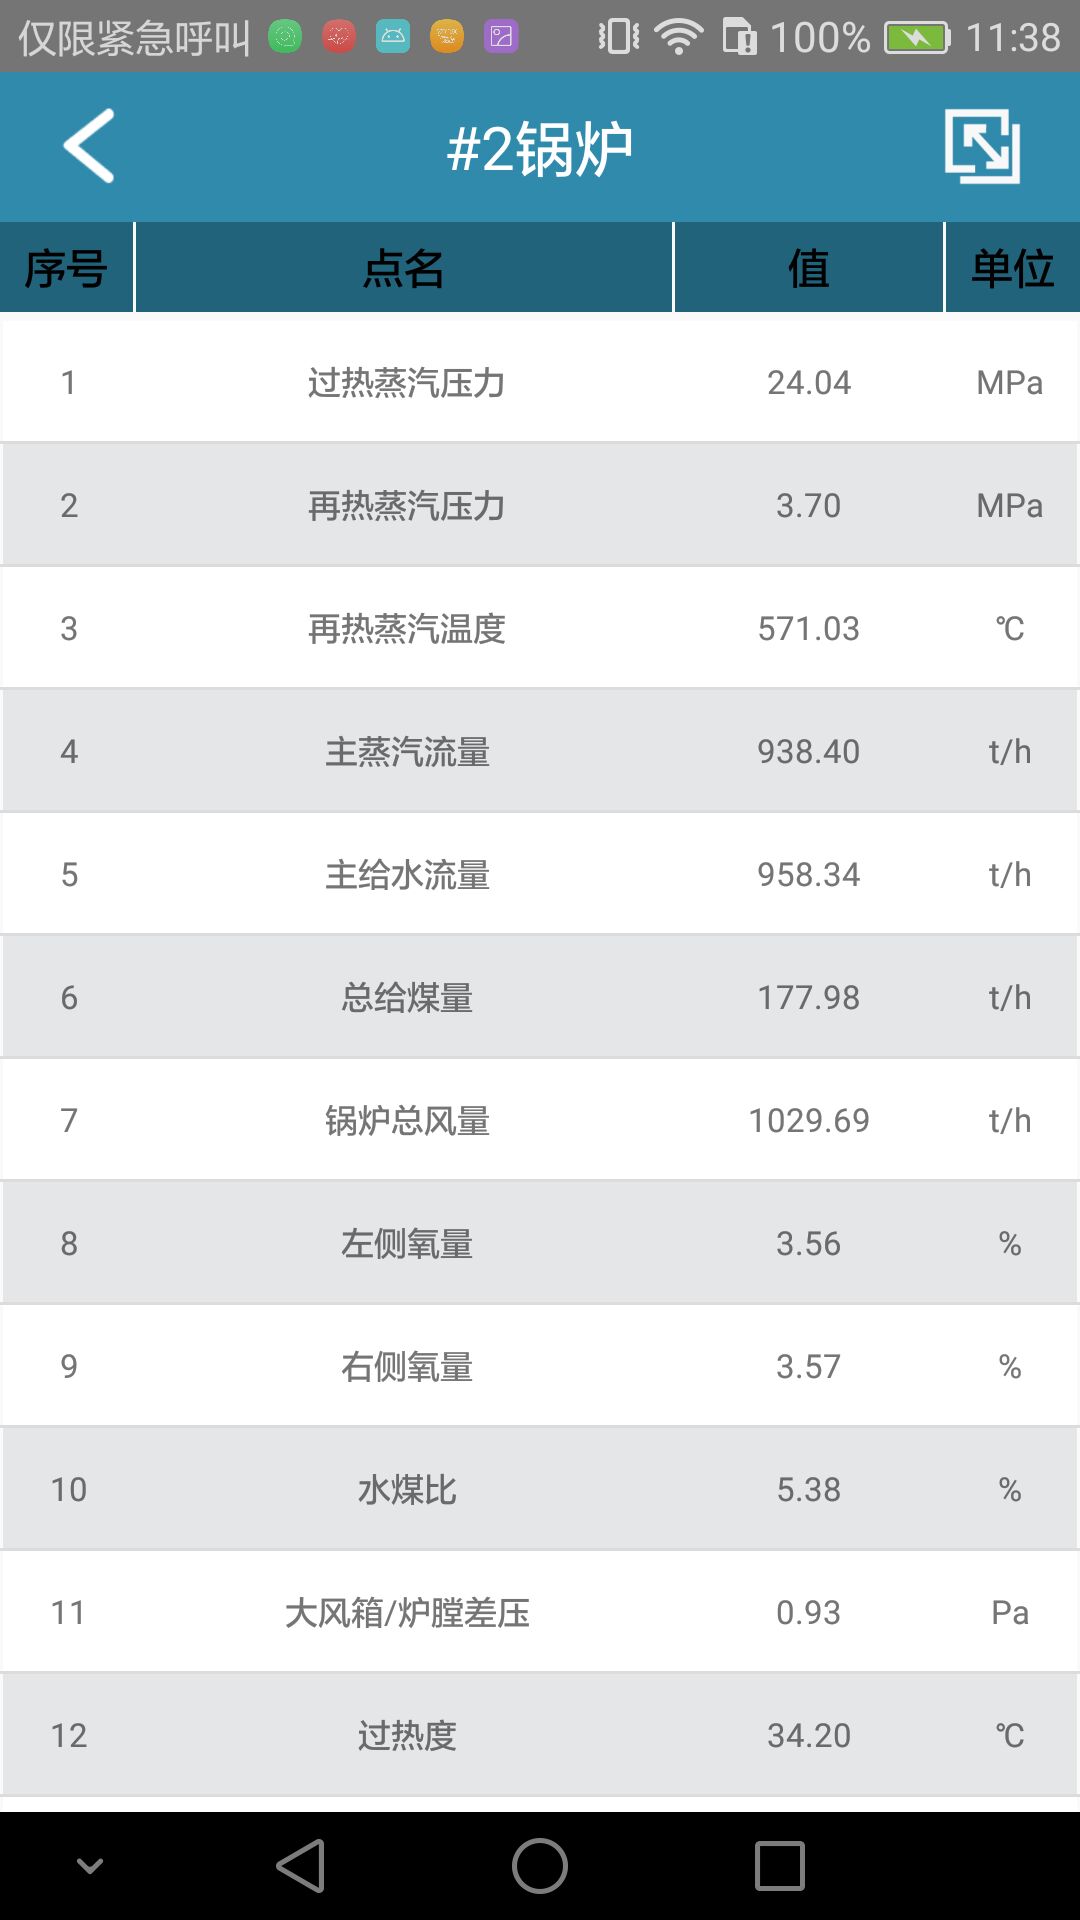 仅限紧急呼叫 100% 11:38
#2锅炉
序号 点名 值 单位
1 过热蒸汽压力 24.04 MPa
2 再热蒸汽压力 3.70 MPa
3 再热蒸汽温度 571.03 ℃
4 主蒸汽流量 938.40 t/h
5 主给水流量 958.34 t/h
6 总给煤量 177.98 t/h
7 锅炉总风量 1029.69 t/h
8 左侧氧量 3.56 %
9 右侧氧量 3.57 %
10 水煤比 5.38 %
11 大风箱/炉膛差压 0.93 Pa
12 过热度 34.20 ℃